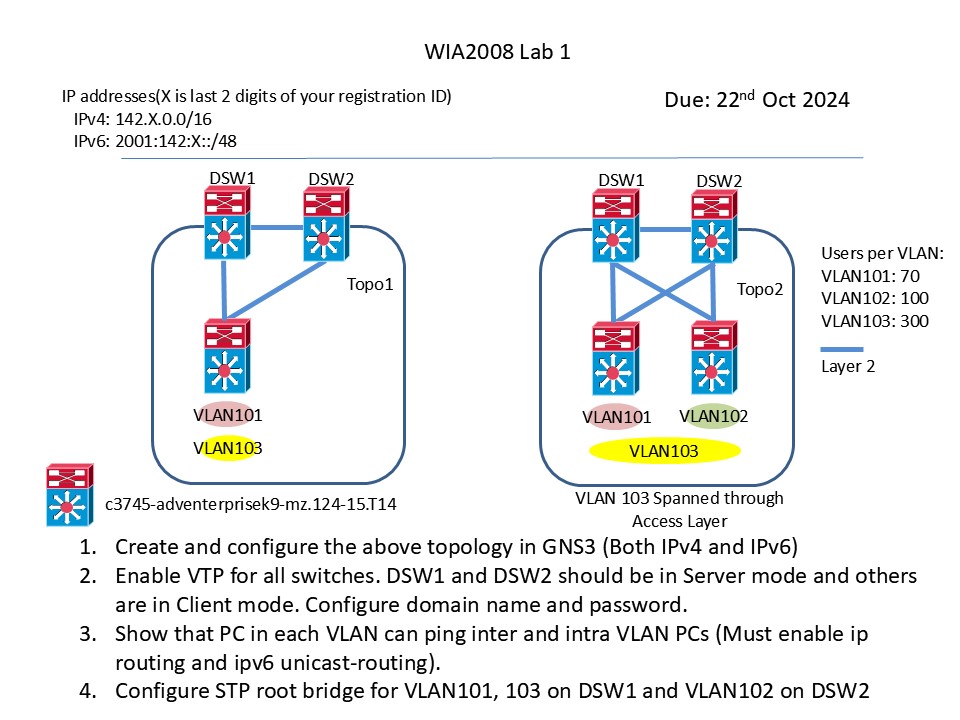 WIA2008 Lab 1
IP addresses(X is last 2 digits of your registration ID)
IPv4: 142.X.0.0/16
IPv6: 2001:142:X::/48
Due: 22nd Oct 2024
DSW1
DSW2
Topo1
VLAN101
VLAN103
DSW1
DSW2
Topo2
VLAN101
VLAN102
VLAN103
VLAN 103 Spanned through
Access Layer
Users per VLAN:
VLAN101: 70
VLAN102: 100
VLAN103: 300
Layer 2
c3745-adventerprisek9-mz.124-15.T14
1. Create and configure the above topology in GNS3 (Both IPv4 and IPv6)
2. Enable VTP for all switches. DSW1 and DSW2 should be in Server mode and others
are in Client mode. Configure domain name and password.
3. Show that PC in each VLAN can ping inter and intra VLAN PCs (Must enable ip
routing and ipv6 unicast-routing).
4. Configure STP root bridge for VLAN101, 103 on DSW1 and VLAN102 on DSW2